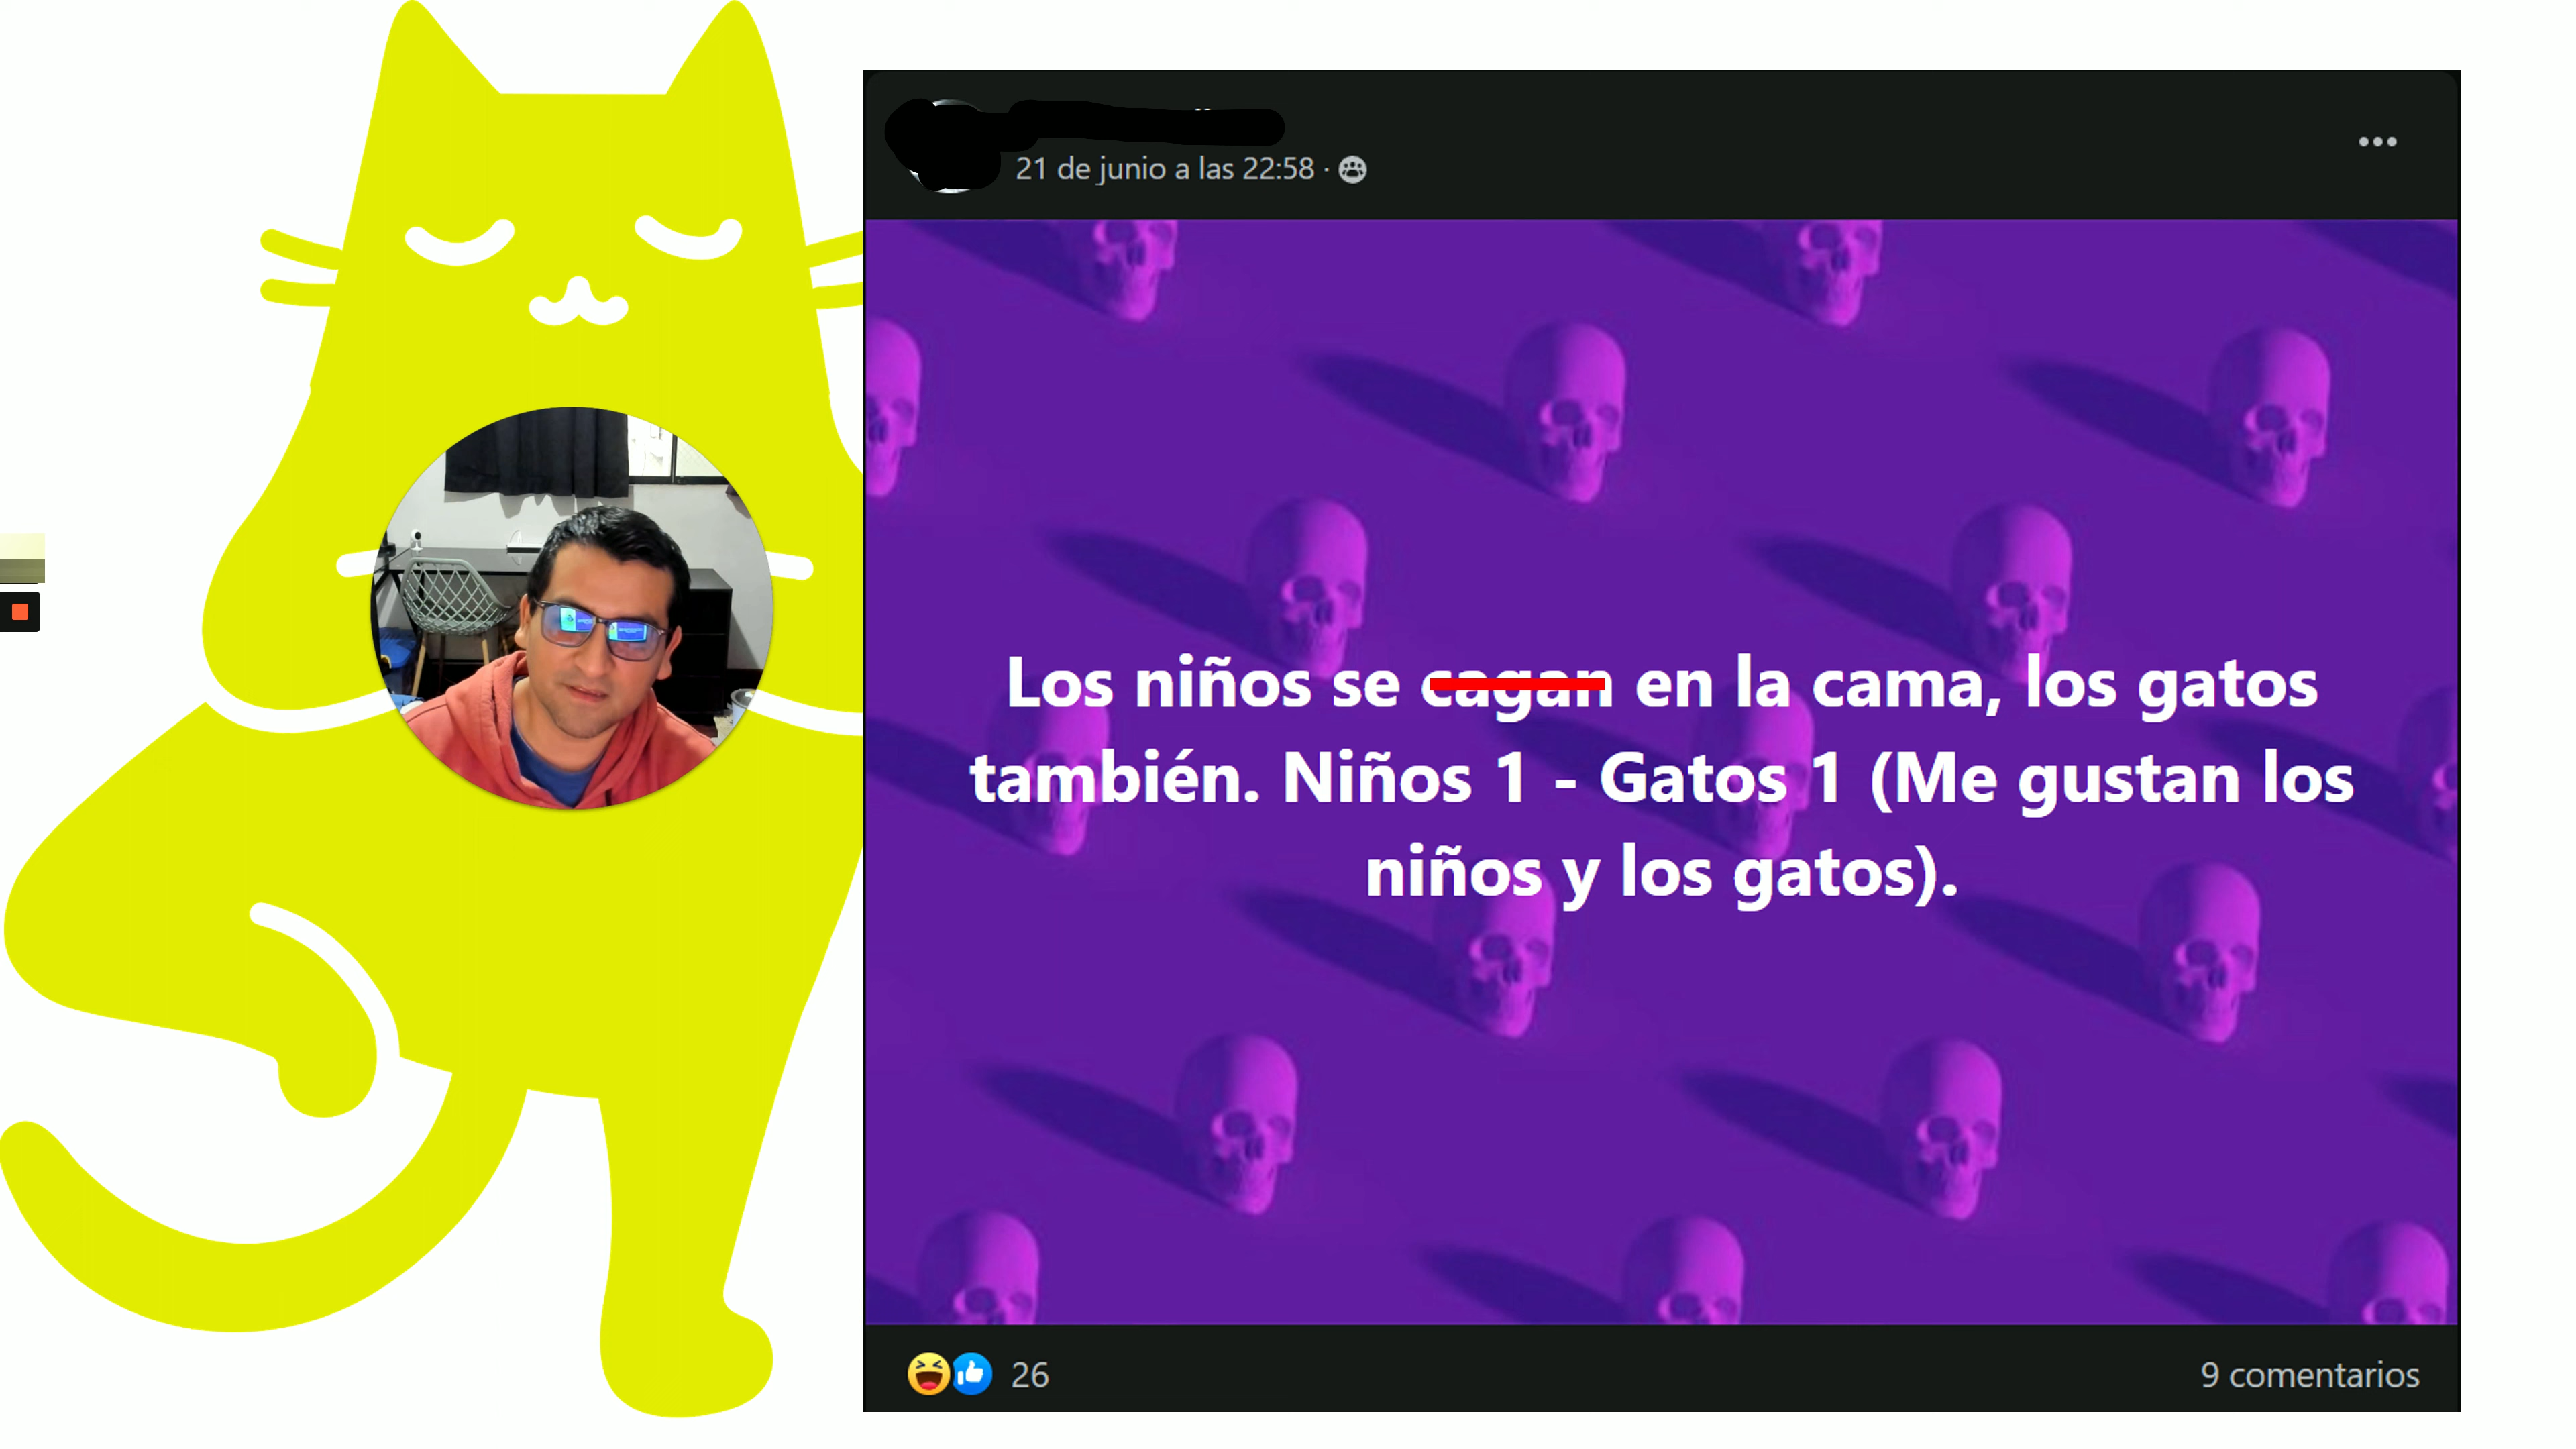 21 de junio a las 22:58 ·
Los niños se cagan en la cama, los gatos
también. Niños 1 - Gatos 1 (Me gustan los
niños y los gatos).
26
9 comentarios